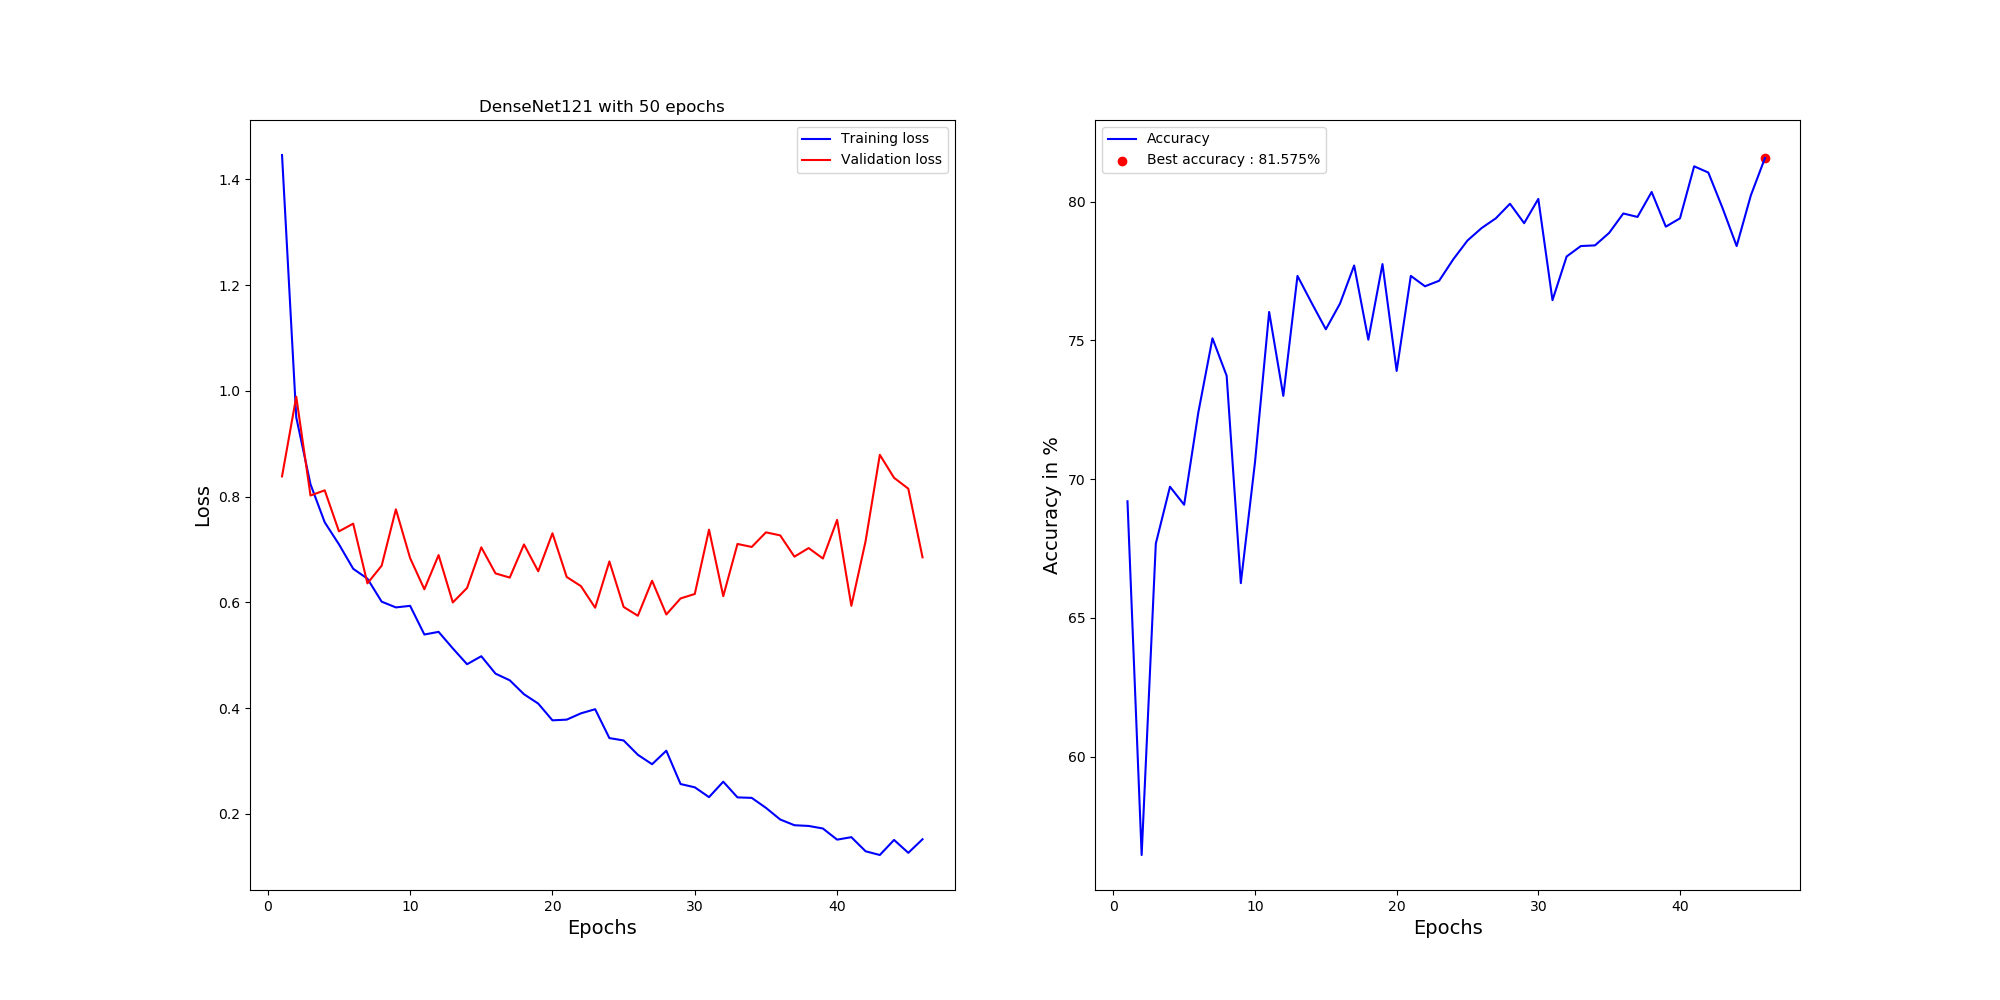 DenseNet121 with 50 epochs
Training loss
Validation loss
1.4
1.2
1.0
0.8
0.6
0.4
0.2
Loss
0
10
20
30
40
Epochs
Accuracy
Best accuracy : 81.575%
80
75
70
65
60
Accuracy in %
0
10
20
30
40
Epochs